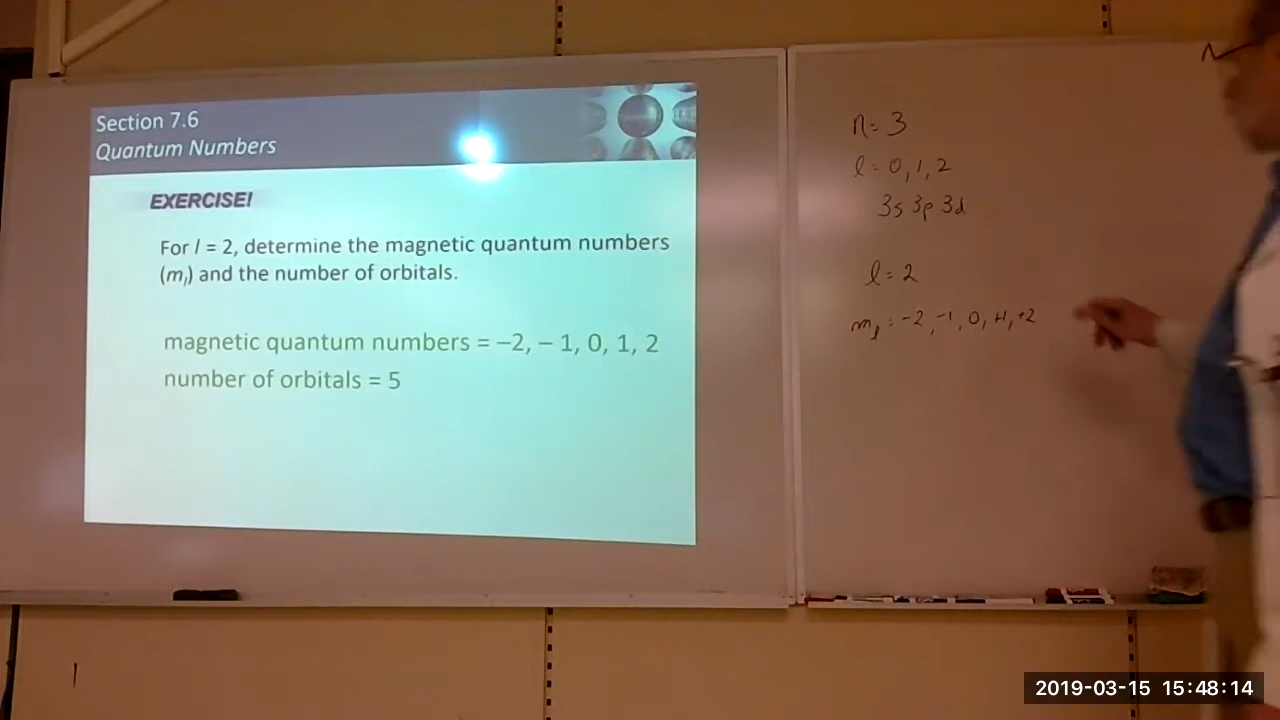 Section 7.6
Quantum Numbers
EXERCISE!
For l = 2, determine the magnetic quantum numbers
(mₗ) and the number of orbitals.
magnetic quantum numbers = –2, – 1, 0, 1, 2
number of orbitals = 5
n = 3
l = 0, 1, 2
3s 3p 3d
l = 2
mₗ = -2, -1, 0, +1, +2
2019-03-15 15:48:14